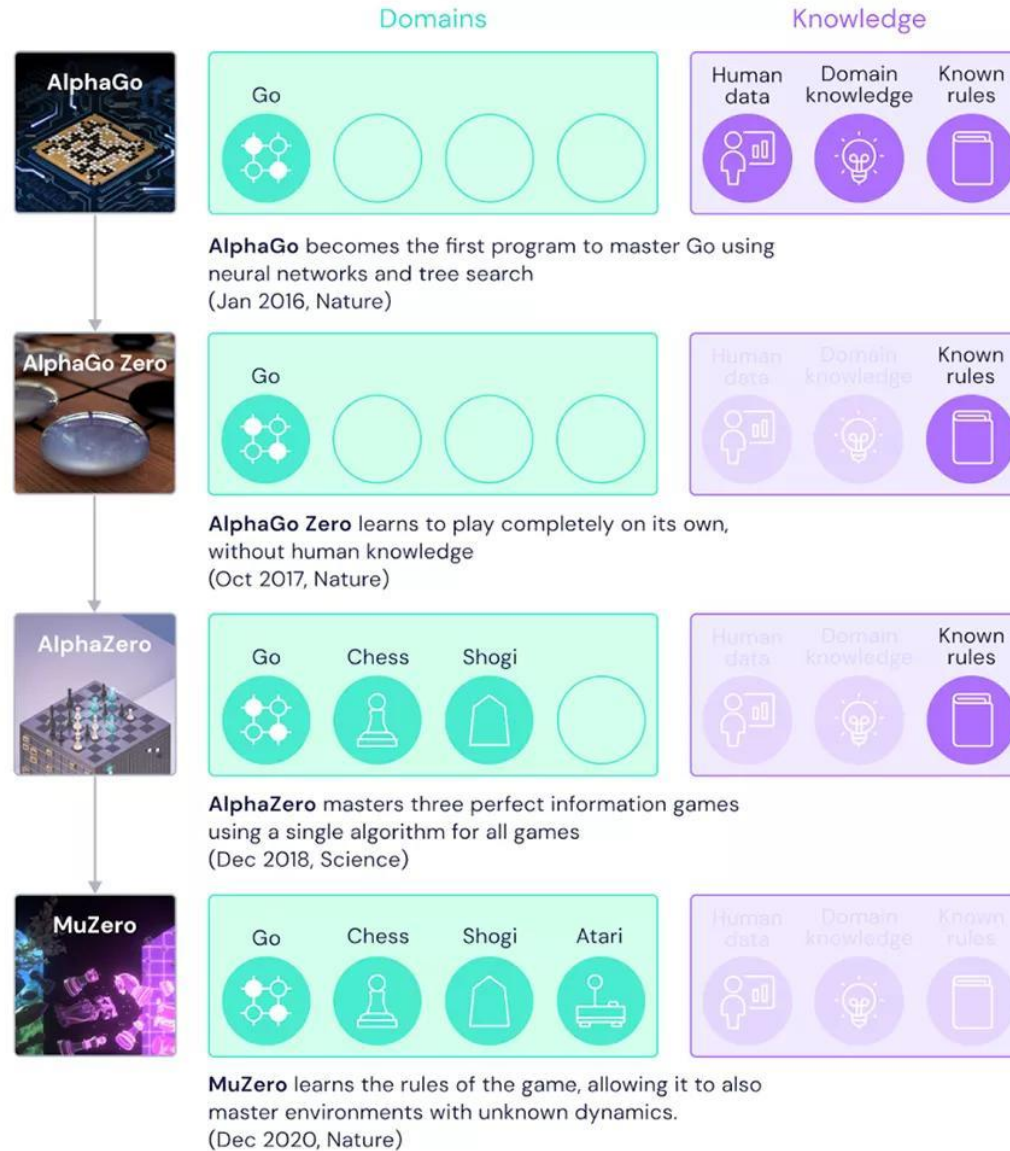 Domains
Knowledge
AlphaGo
Go
Human
data
Domain
knowledge
Known
rules
AlphaGo becomes the first program to master Go using
neural networks and tree search
(Jan 2016, Nature)
AlphaGo Zero
Go
Human
data
Domain
knowledge
Known
rules
AlphaGo Zero learns to play completely on its own,
without human knowledge
(Oct 2017, Nature)
AlphaZero
Go
Chess
Shogi
Human
data
Domain
knowledge
Known
rules
AlphaZero masters three perfect information games
using a single algorithm for all games
(Dec 2018, Science)
MuZero
Go
Chess
Shogi
Atari
Human
data
Domain
knowledge
Known
rules
MuZero learns the rules of the game, allowing it to also
master environments with unknown dynamics.
(Dec 2020, Nature)